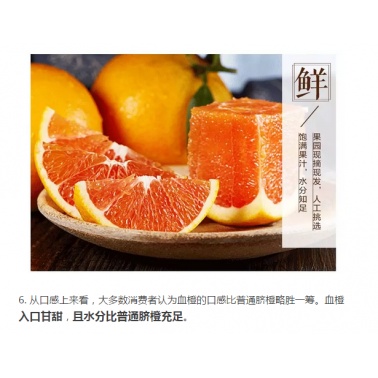 鲜
果园现摘现发，人工挑选
饱满果汁，水分知足
6. 从口感上来看，大多数消费者认为血橙的口感比普通脐橙略胜一筹。血橙
入口甘甜，且水分比普通脐橙充足。